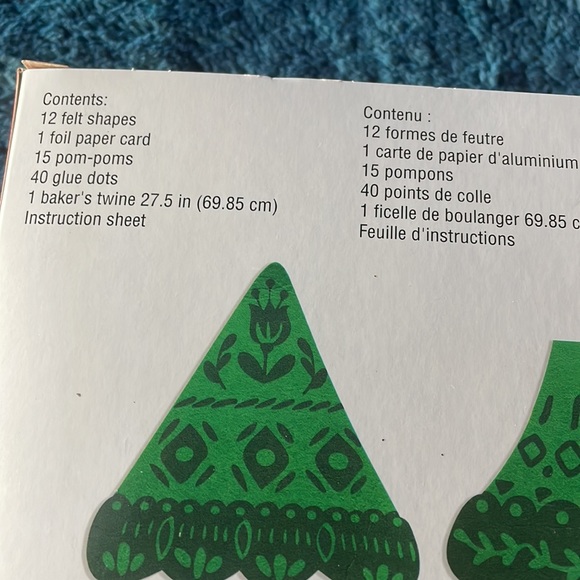 Contents:
12 felt shapes
1 foil paper card
15 pom-poms
40 glue dots
1 baker's twine 27.5 in (69.85 cm)
Instruction sheet
Contenu :
12 formes de feutre
1 carte de papier d'aluminium
15 pompons
40 points de colle
1 ficelle de boulanger 69.85 c
Feuille d'instructions